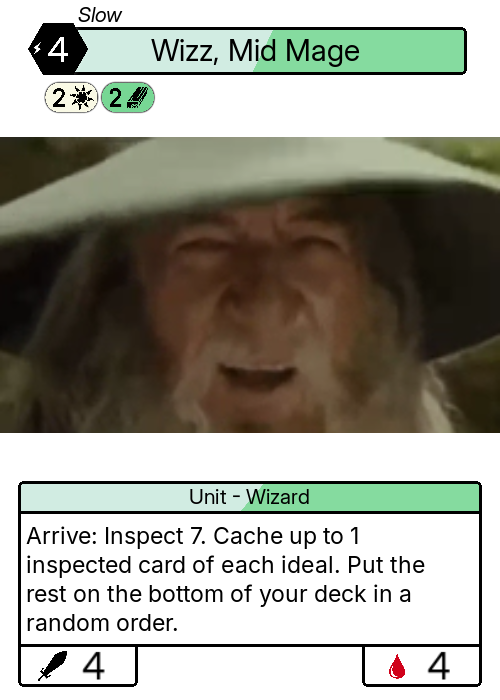 Slow
4 Wizz, Mid Mage
2 2
Unit - Wizard
Arrive: Inspect 7. Cache up to 1
inspected card of each ideal. Put the
rest on the bottom of your deck in a
random order.
4 4